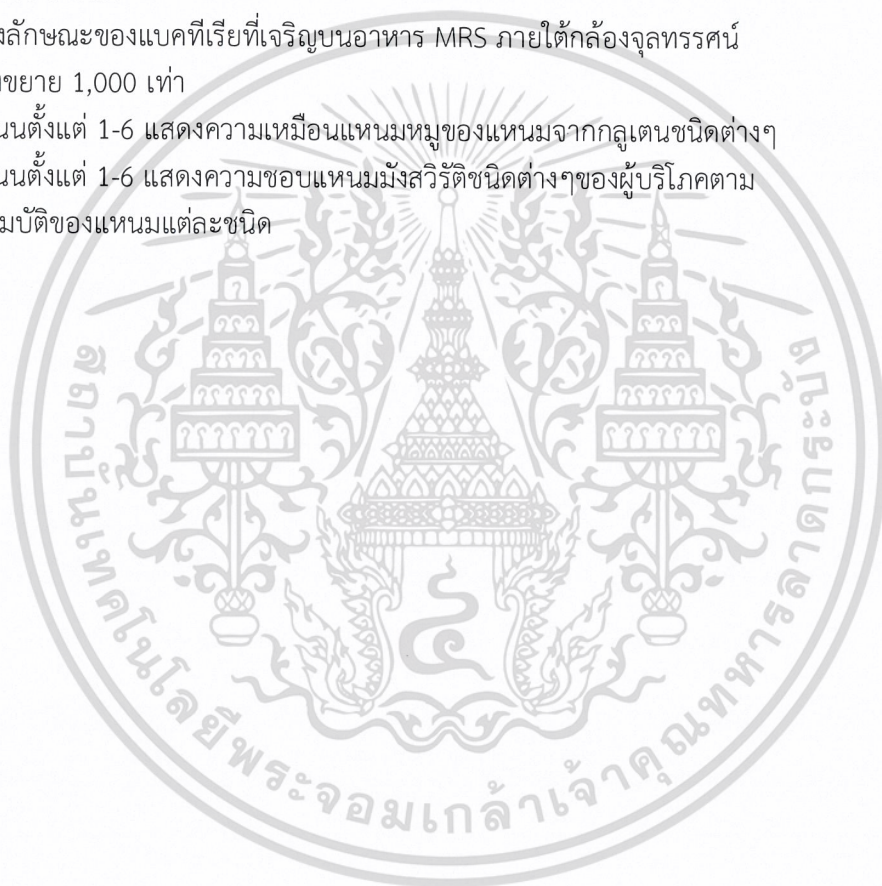 งลักษณะของแบคทีเรียที่เจริญบนอาหาร MRS ภายใต้กล้องจุลทรรศน์
ขยาย 1,000 เท่า
นนตั้งแต่ 1-6 แสดงความเหมือนแหนมหมูของแหนมจากกลูเตนชนิดต่างๆ
นนตั้งแต่ 1-6 แสดงความชอบแหนมมังสวิรัติชนิดต่างๆของผู้บริโภคตาม
มบัติของแหนมแต่ละชนิด
สถาบันเทคโนโลยีพระจอมเกล้าเจ้าคุณทหารลาดกระบัง